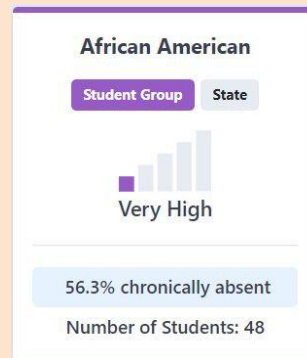 African American
Student Group State
Very High
56.3% chronically absent
Number of Students: 48